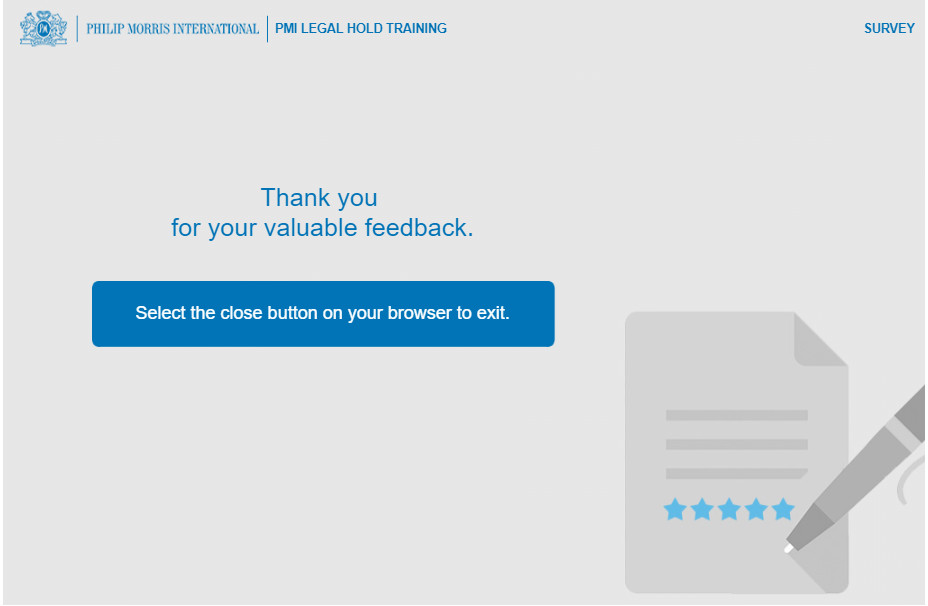 PM PHILIP MORRIS INTERNATIONAL PMI LEGAL HOLD TRAINING SURVEY
Thank you
for your valuable feedback.
Select the close button on your browser to exit.